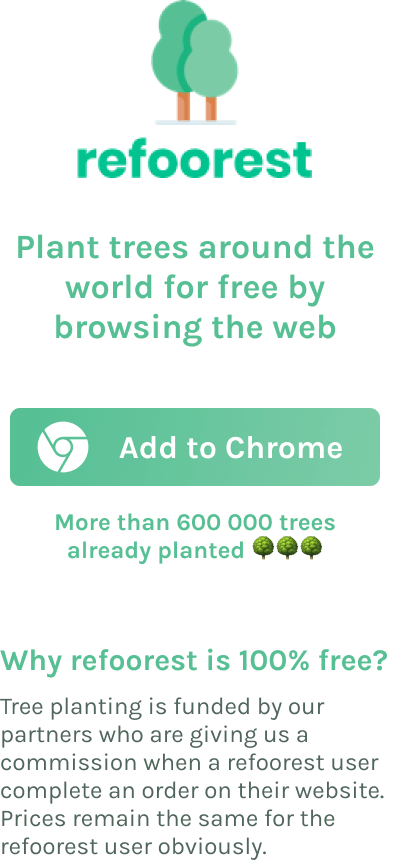 refoorest
Plant trees around the
world for free by
browsing the web
Add to Chrome
More than 600 000 trees
already planted 🌳🌳🌳
Why refoorest is 100% free?
Tree planting is funded by our
partners who are giving us a
commission when a refoorest user
complete an order on their website.
Prices remain the same for the
refoorest user obviously.